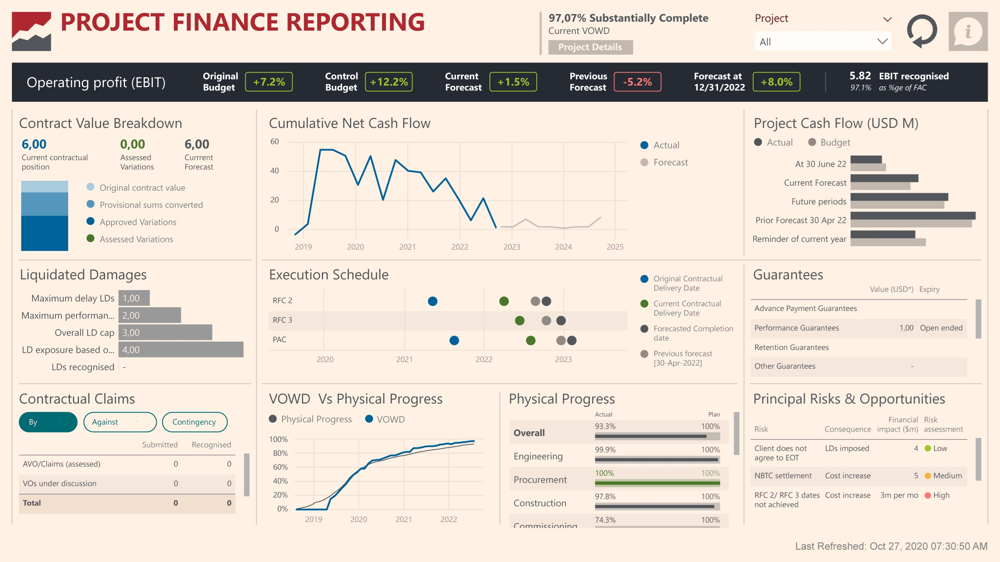 PROJECT FINANCE REPORTING
97,07% Substantially Complete
Current VOWD
Project Details
Project
All
i
Operating profit (EBIT)
Original
Budget
+7.2%
Control
Budget
+12.2%
Current
Forecast
+1.5%
Previous
Forecast
-5.2%
Forecast at
12/31/2022
+8.0%
5.82 EBIT recognised
97.1% as %ge of FAC
Contract Value Breakdown
6,00
Current contractual
position
0,00
Assessed
Variations
6,00
Currrent
Forecast
Original contract value
Provisional sums converted
Approved Variations
Assessed Variations
Cumulative Net Cash Flow
60
40
20
0
2019 2020 2021 2022 2023 2024 2025
Actual
Forecast
Project Cash Flow (USD M)
Actual Budget
At 30 June 22
Current Forecast
Future periods
Prior Forecast 30 Apr 22
Reminder of current year
Liquidated Damages
Maximum delay LDs 1,00
Maximum performan... 2,00
Overall LD cap 3,00
LD exposure based o... 4,00
LDs recognised -
Execution Schedule
RFC 2
RFC 3
PAC
2020 2021 2022 2023
Original Contractual
Delivery Date
Current Contractual
Delivery Date
Forecasted Completion
date
Previous forecast
[30-Apr-2022]
Guarantees
Value (USD*) Expiry
Advance Payment Guarantees
Performance Guarantees 1,00 Open ended
Retention Guarantees
Other Guarantees -
Contractual Claims
By
Against
Contingency
Submitted Recognised
AVO/Claims (assessed) 0 0
VOs under discussion 0 0
Total 0 0
VOWD Vs Physical Progress
Physical Progress VOWD
100%
80%
60%
40%
20%
0%
2019 2020 2021 2022
Physical Progress
Actual Plan
Overall 93.3% 100%
Engineering 99.9% 100%
Procurement 100% 100%
Construction 97.8% 100%
Commissioning 74.3% 100%
Principal Risks & Opportunities
Financial Risk
Risk Consequence impact ($m) assessment
Client does not LDs imposed 4 Low
agree to EOT
NBTC settlement Cost increase 5 Medium
RFC 2/ RFC 3 dates Cost increase 3m per mo High
not achieved
Last Refreshed: Oct 27, 2020 07:30:50 AM